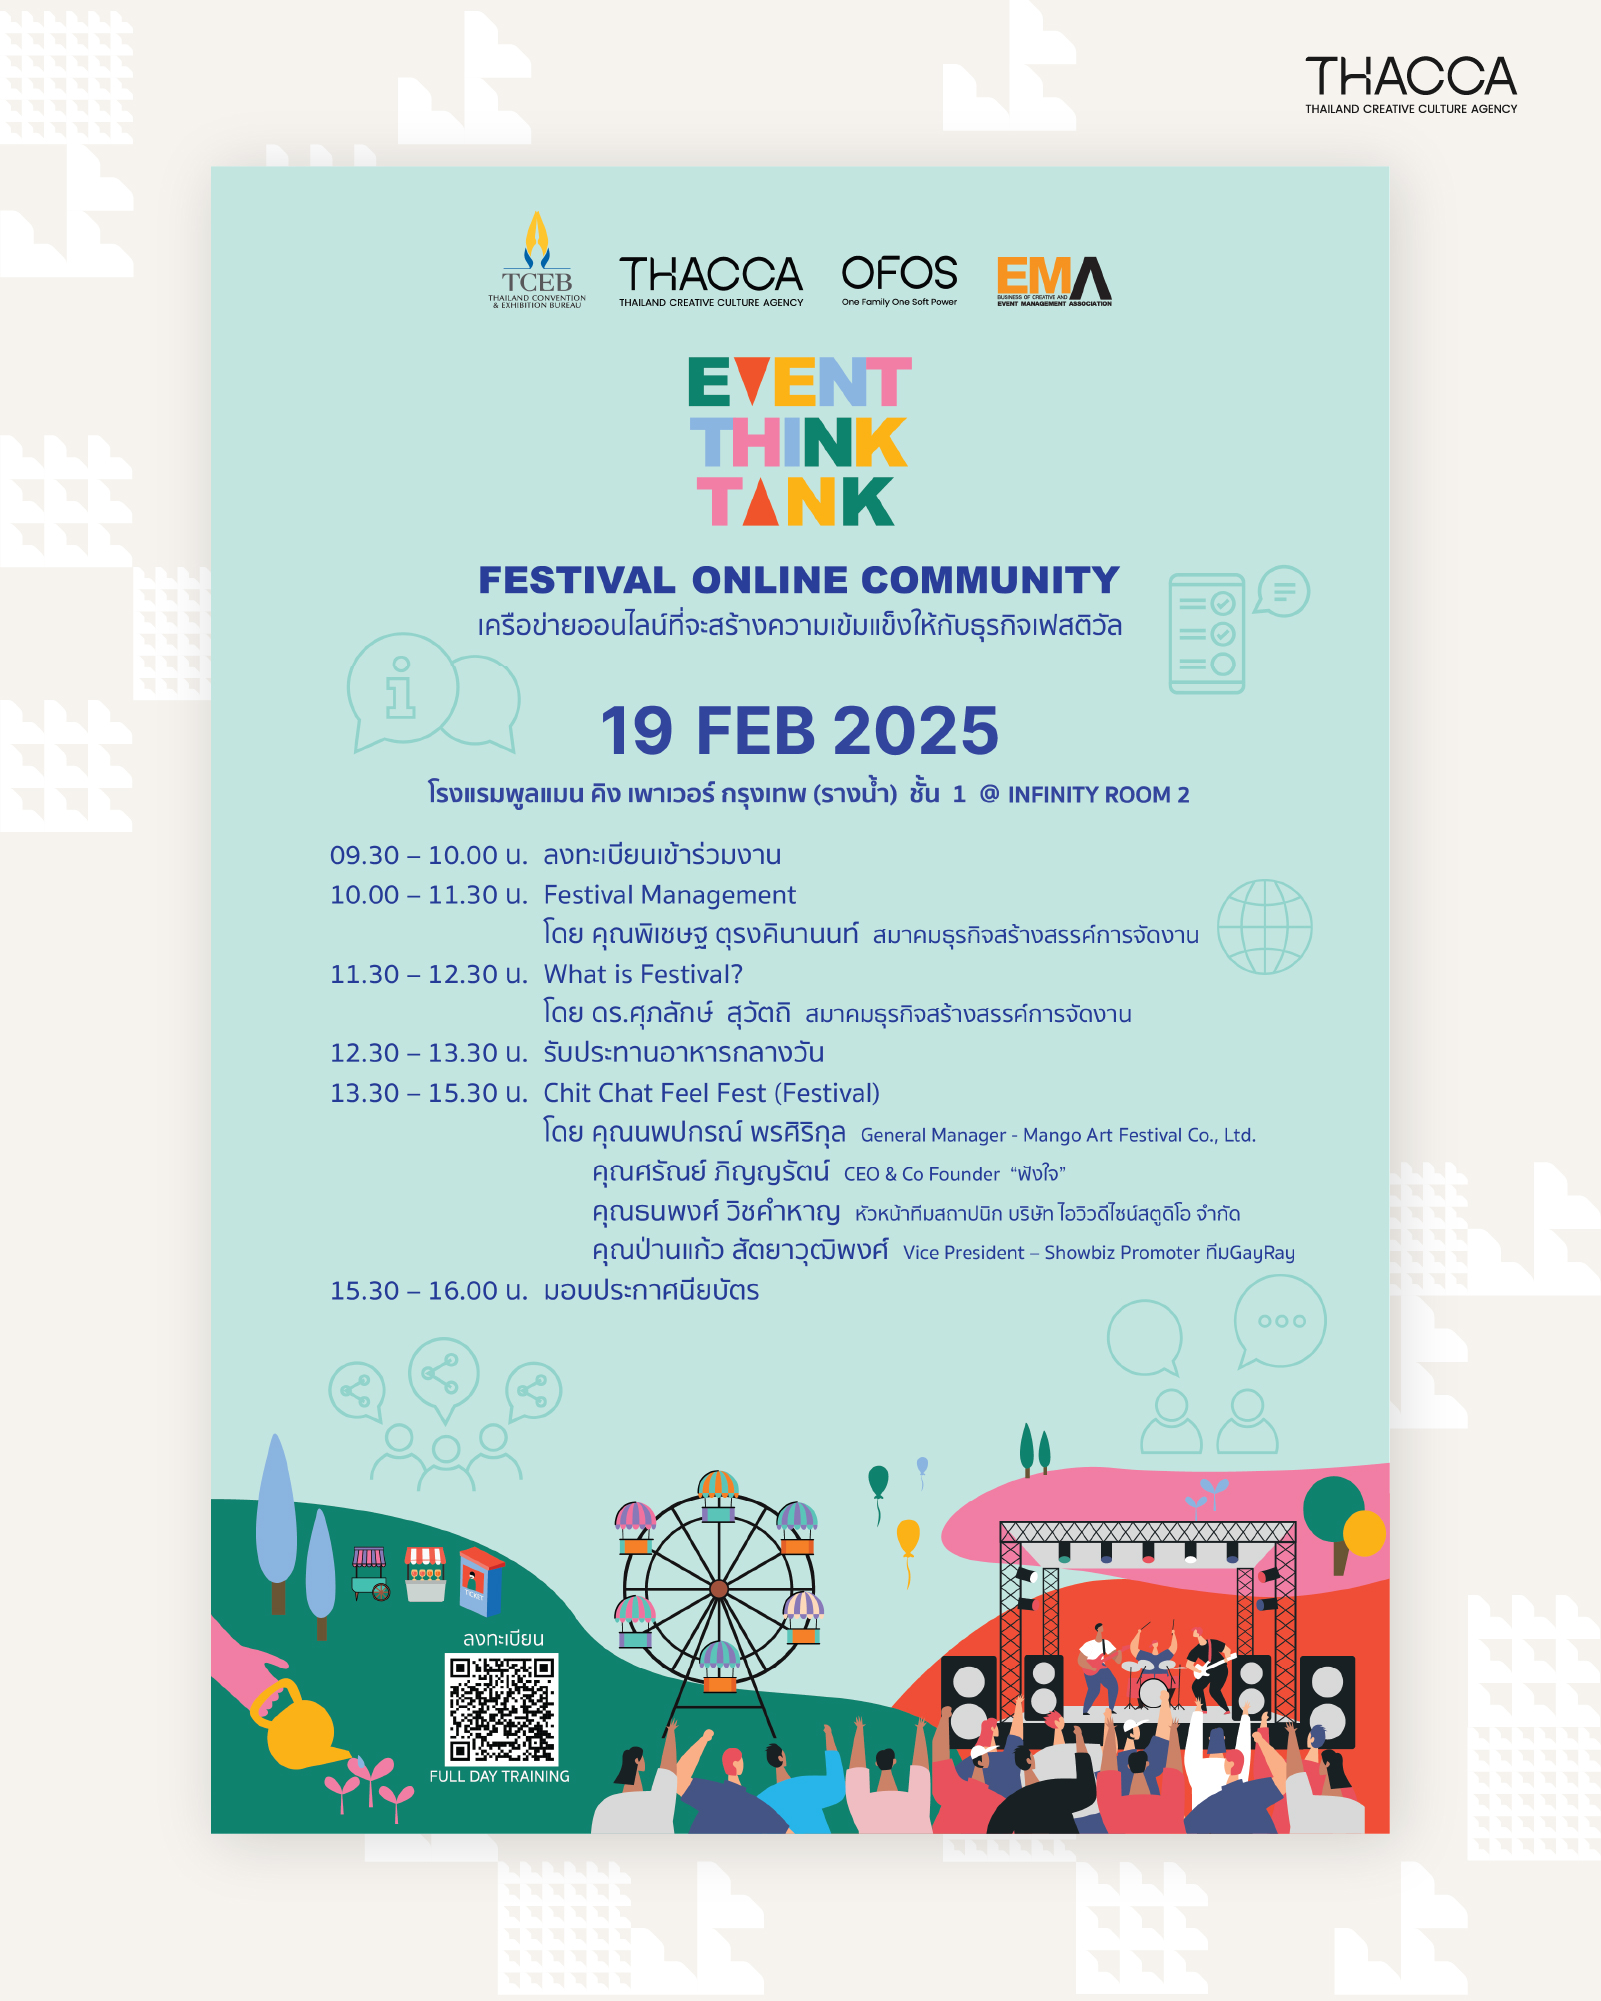 THACCA
THAILAND CREATIVE CULTURE AGENCY
TCEB
THAILAND CONVENTION
& EXHIBITION BUREAU
THACCA
THAILAND CREATIVE CULTURE AGENCY
OFOS
One Family One Soft Power
EMA
BUSINESS OF CREATIVE AND
EVENT MANAGEMENT ASSOCIATION
EVENT
THINK
TANK
FESTIVAL ONLINE COMMUNITY
เครือข่ายออนไลน์ที่จะสร้างความเข้มแข็งให้กับธุรกิจเฟสติวัล
19 FEB 2025
โรงแรมพูลแมน คิง เพาเวอร์ กรุงเทพ (รางน้ำ) ชั้น 1 @ INFINITY ROOM 2
09.30 – 10.00 น. ลงทะเบียนเข้าร่วมงาน
10.00 – 11.30 น. Festival Management
โดย คุณพิเชษฐ ตุรงคินานนท์ สมาคมธุรกิจสร้างสรรค์การจัดงาน
11.30 – 12.30 น. What is Festival?
โดย ดร.ศุภลักษ์ สุวัตถิ สมาคมธุรกิจสร้างสรรค์การจัดงาน
12.30 – 13.30 น. รับประทานอาหารกลางวัน
13.30 – 15.30 น. Chit Chat Feel Fest (Festival)
โดย คุณนพปกรณ์ พรศิริกุล General Manager - Mango Art Festival Co., Ltd.
คุณศรัณย์ ภิญญรัตน์ CEO & Co Founder “ฟังใจ”
คุณธนพงศ์ วิชคำหาญ หัวหน้าทีมสถาปนิก บริษัท ไอวิวดีไซน์สตูดิโอ จำกัด
คุณป่านแก้ว สัตยาวุฒิพงศ์ Vice President – Showbiz Promoter ทีมGayRay
15.30 – 16.00 น. มอบประกาศนียบัตร
TICKET
ลงทะเบียน
FULL DAY TRAINING